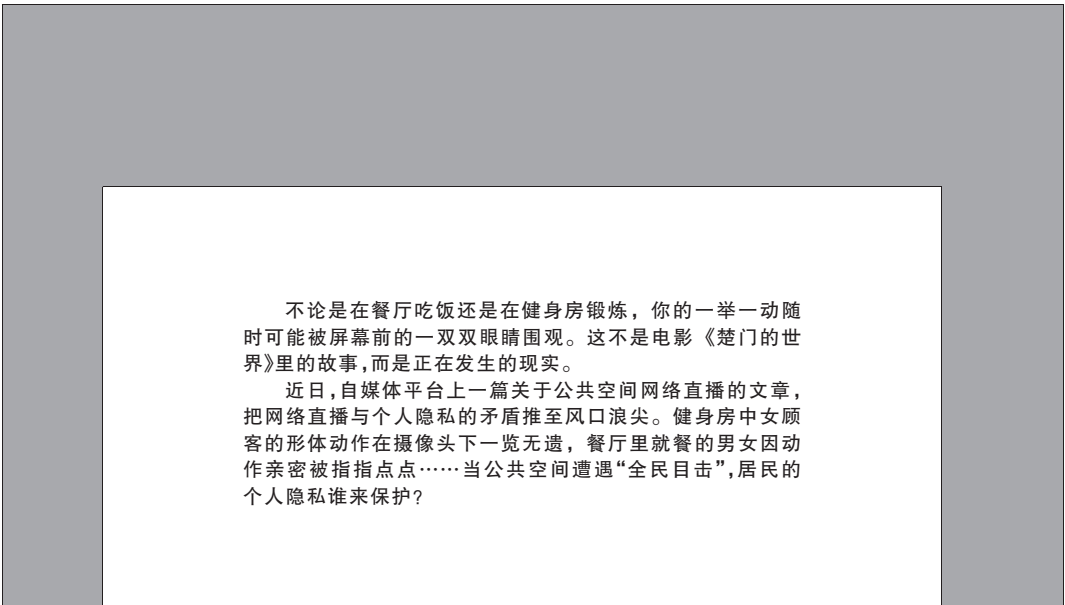 不论是在餐厅吃饭还是在健身房锻炼，你的一举一动随
时可能被屏幕前的一双双眼睛围观。这不是电影《楚门的世
界》里的故事,而是正在发生的现实。
近日,自媒体平台上一篇关于公共空间网络直播的文章，
把网络直播与个人隐私的矛盾推至风口浪尖。健身房中女顾
客的形体动作在摄像头下一览无遗，餐厅里就餐的男女因动
作亲密被指指点点……当公共空间遭遇“全民目击”,居民的
个人隐私谁来保护?